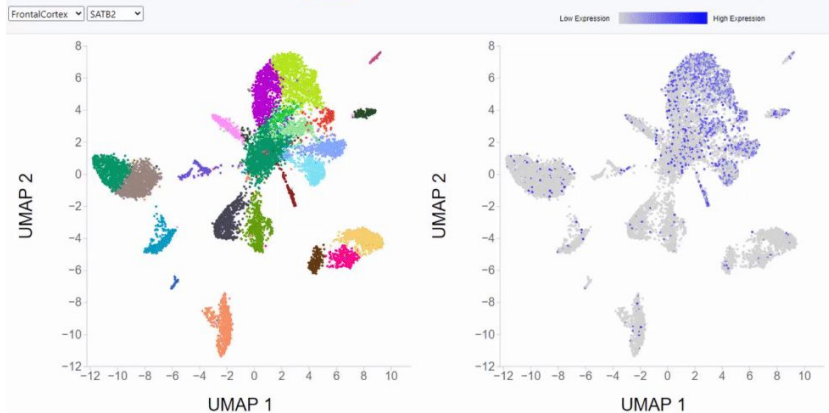 FrontalCortex SATB2 Low Expression High Expression
8 8
6 6
4 4
2 2
0 0
−2 −2
−4 −4
−6 −6
−8 −8
−10 −10
−12 −12
UMAP 2 UMAP 2
−12 −10 −8 −6 −4 −2 0 2 4 6 8 10 −12 −10 −8 −6 −4 −2 0 2 4 6 8 10
UMAP 1 UMAP 1